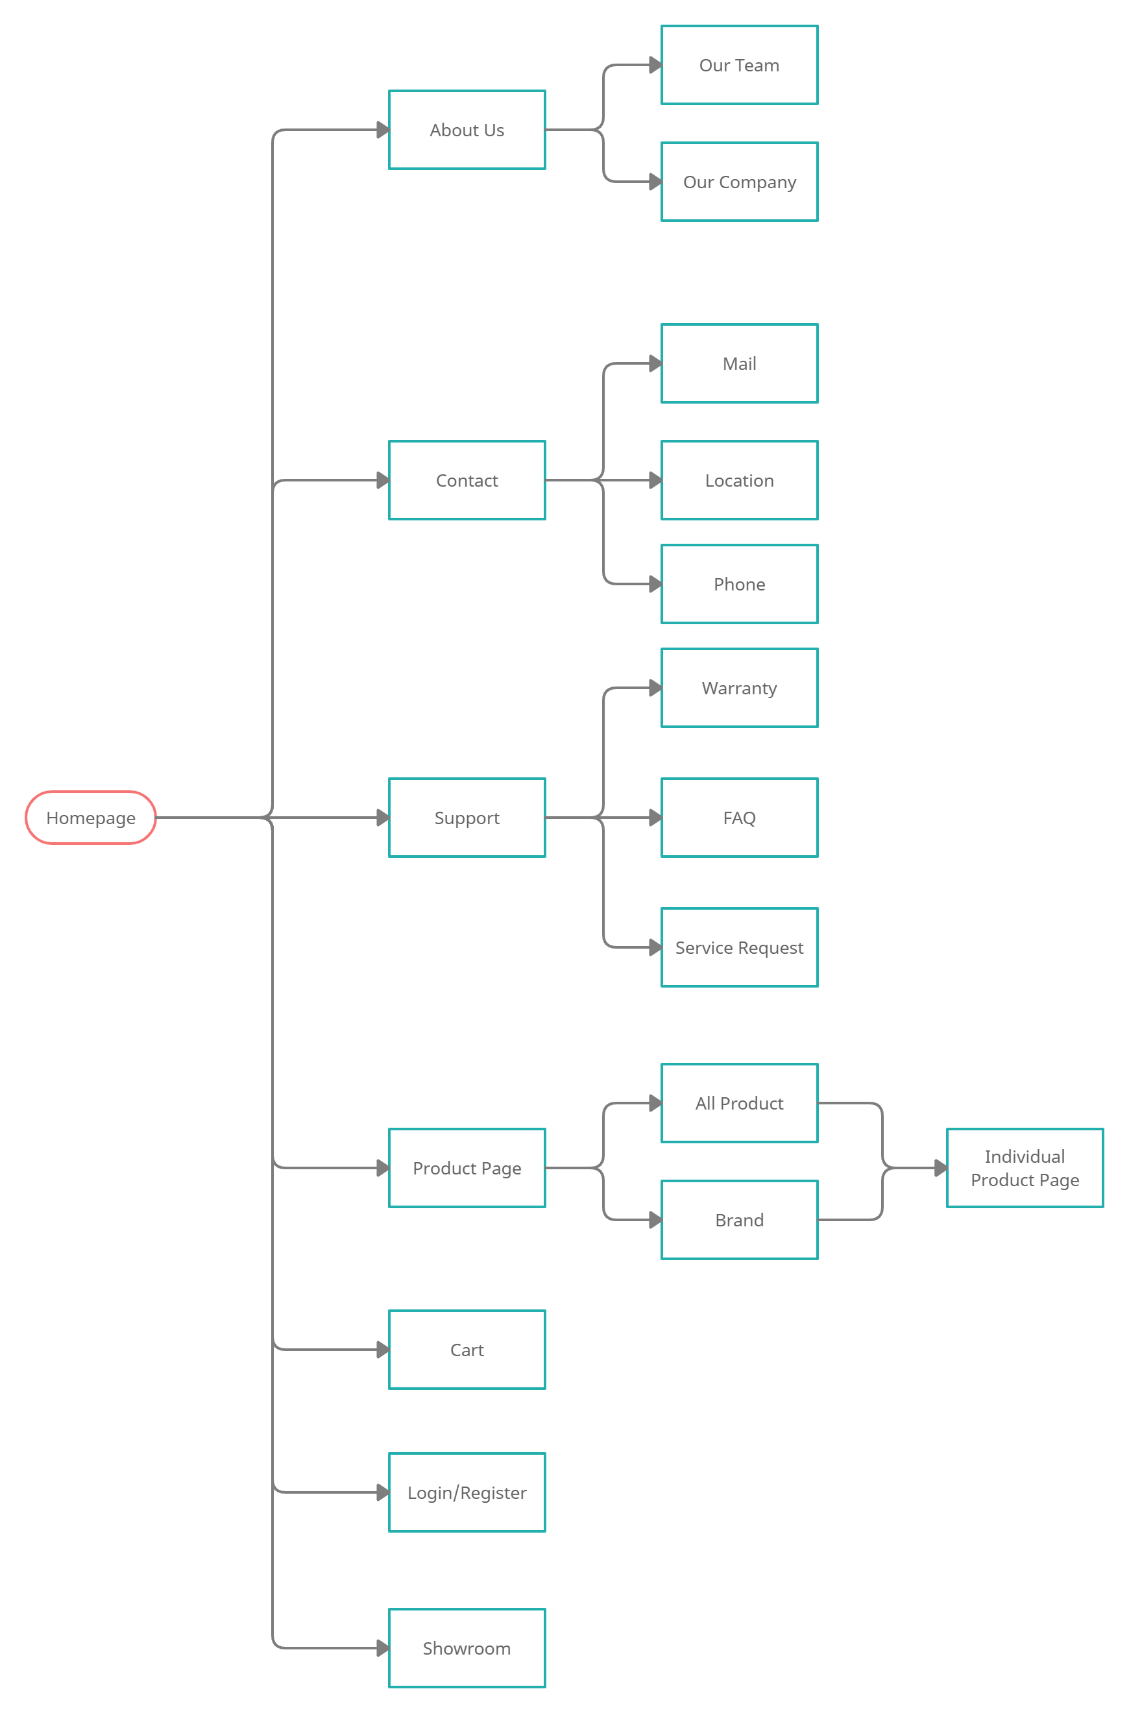 Our Team
About Us
Our Company
Mail
Contact
Location
Phone
Warranty
Homepage
Support
FAQ
Service Request
All Product
Product Page
Individual
Product Page
Brand
Cart
Login/Register
Showroom